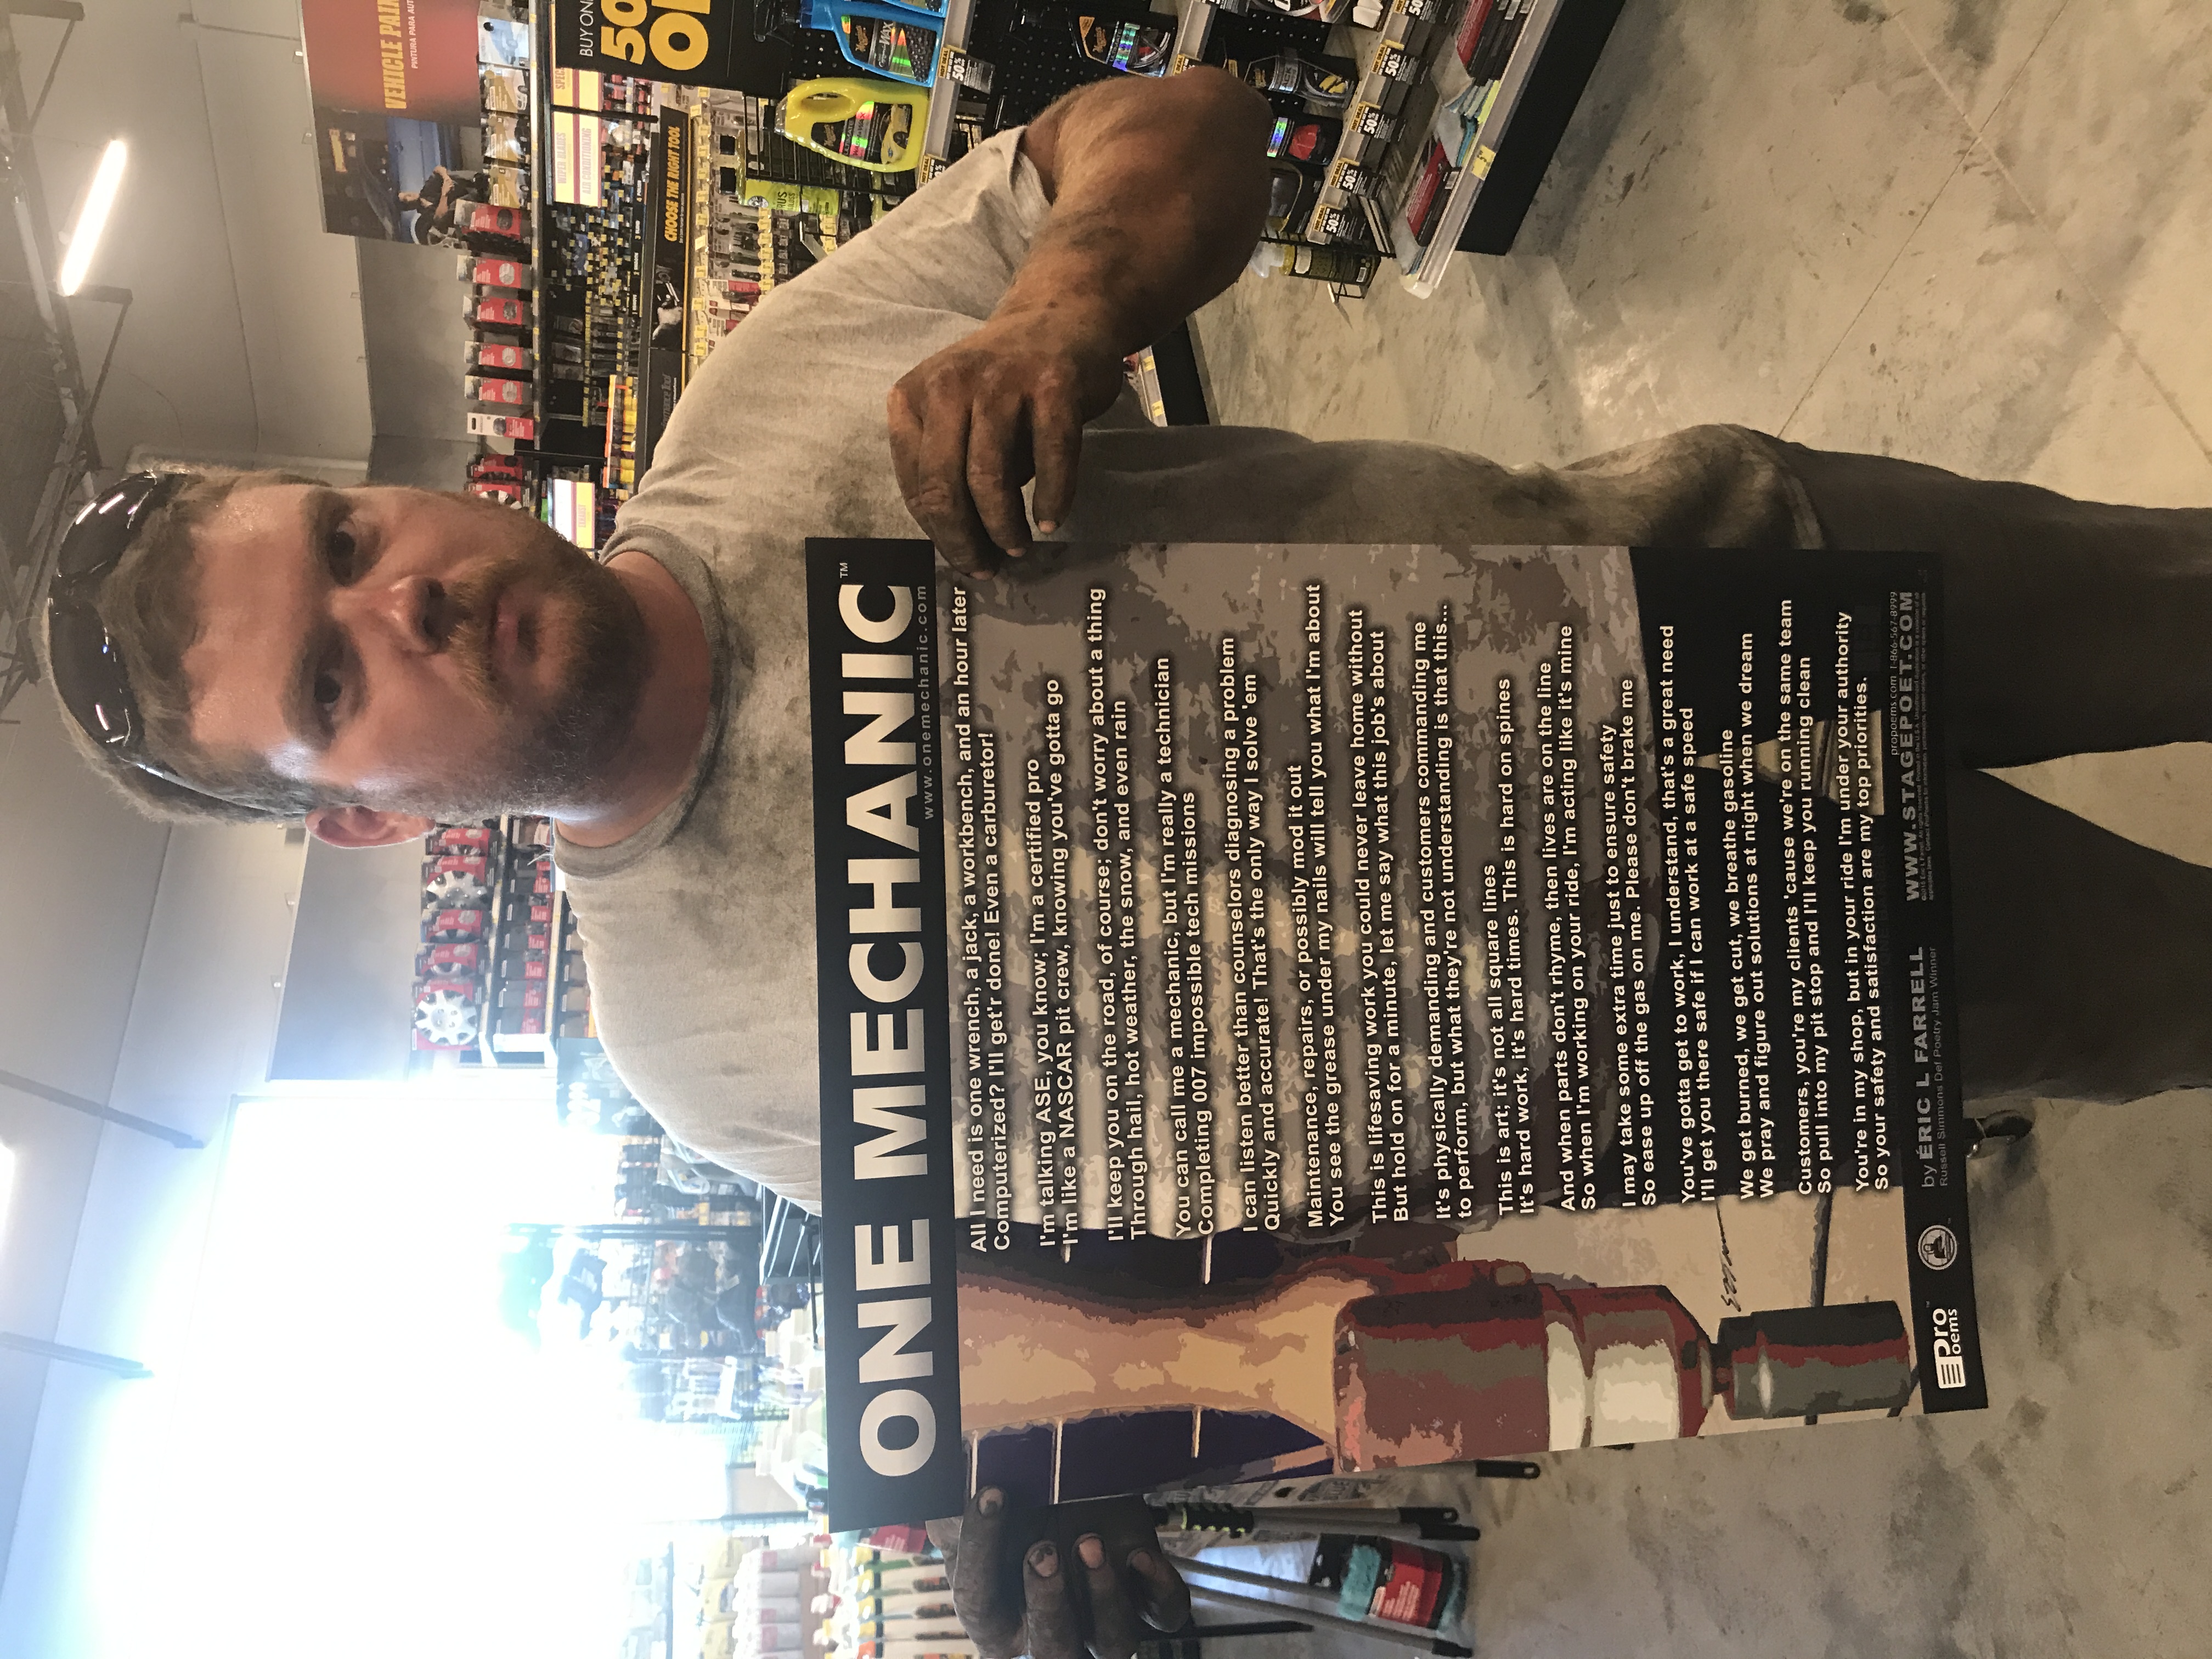 VEHICLE PAIN
PINTURA PARA AUT
BUY ON
50
WIPER BLADES
AIR CONDITIONING
CHOOSE THE RIGHT TOOL
50%
50%
50%
50%
50%
ONE MECHANIC™
www.onemechanic.com
All I need is one wrench, a jack, a workbench, and an hour later
Computerized? I'll get'r done! Even a carburetor!
I'm talking ASE, you know; I'm a certified pro
I'm like a NASCAR pit crew, knowing you've gotta go
I'll keep you on the road, of course; don't worry about a thing
Through hail, hot weather, the snow, and even rain
You can call me a mechanic, but I'm really a technician
Completing 007 impossible tech missions
I can listen better than counselors diagnosing a problem
Quickly and accurate! That's the only way I solve 'em
Maintenance, repairs, or possibly mod it out
You see the grease under my nails will tell you what I'm about
This is lifesaving work you could never leave home without
But hold on for a minute, let me say what this job's about
It's physically demanding and customers commanding me
to perform, but what they're not understanding is that this...
This is art; it's not all square lines
It's hard work, it's hard times. This is hard on spines
And when parts don't rhyme, then lives are on the line
So when I'm working on your ride, I'm acting like it's mine
I may take some extra time just to ensure safety
So ease up off the gas on me. Please don't brake me
You've gotta get to work, I understand, that's a great need
I'll get you there safe if I can work at a safe speed
We get burned, we get cut, we breathe gasoline
We pray and figure out solutions at night when we dream
Customers, you're my clients 'cause we're on the same team
So pull into my pit stop and I'll keep you running clean
You're in my shop, but in your ride I'm under your authority
So your safety and satisfaction are my top priorities.
propoems.com 1-866-567-8999
Pro
oems
by ÉRIC L FARRELL
WWW.STAGEPOET.COM
Russell Simmons Def Poetry Jam Winner